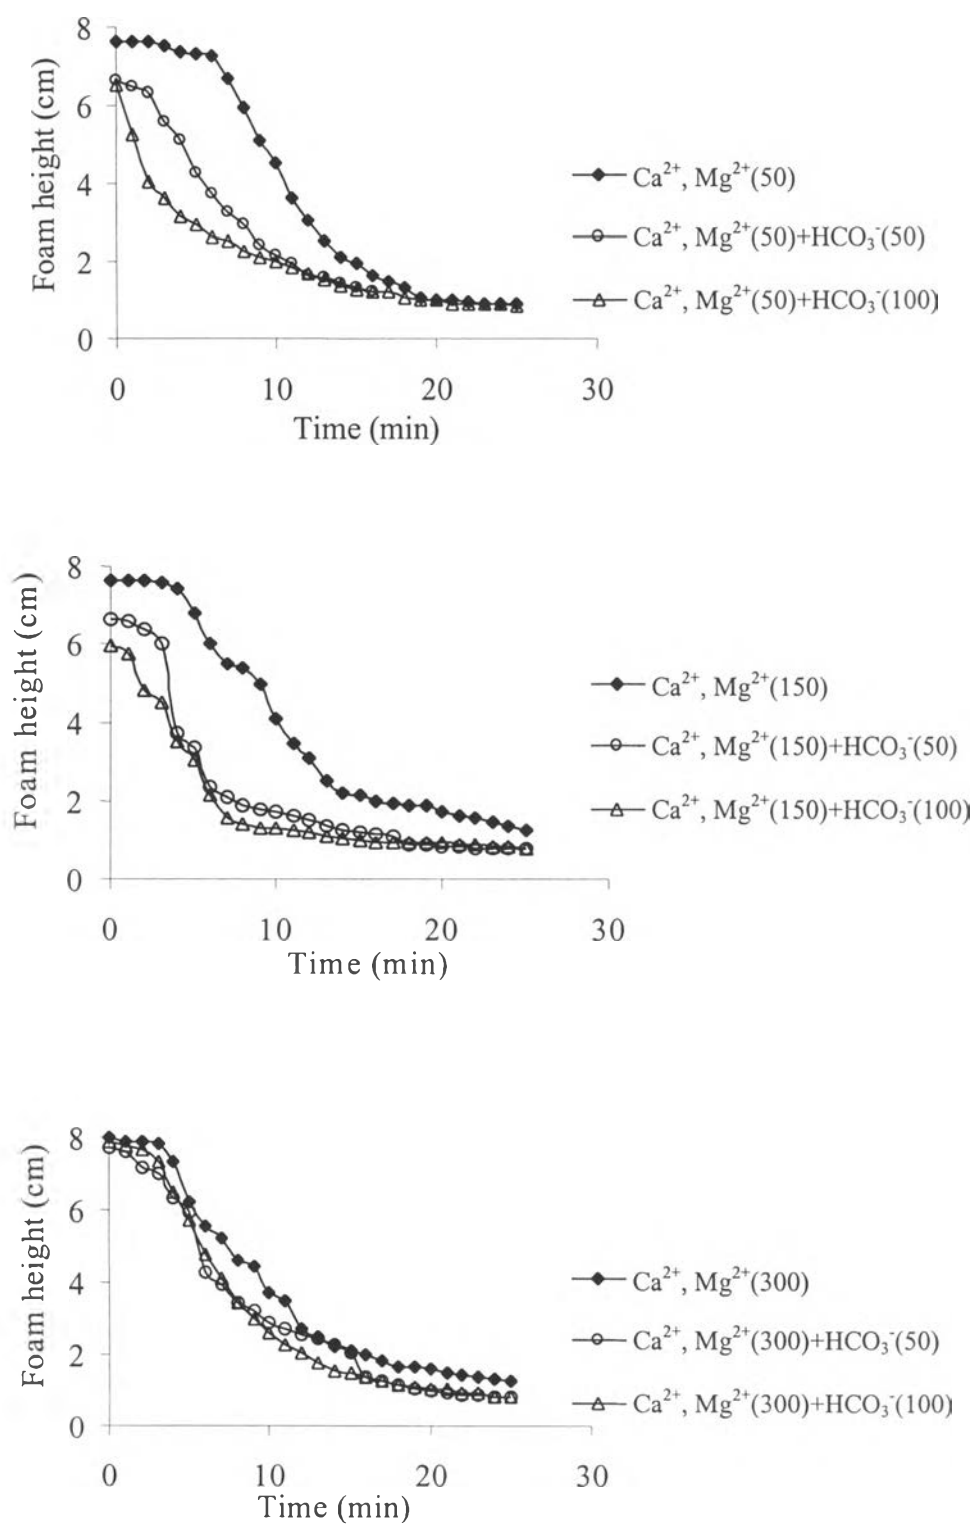 8
6
4
2
0
Foam height (cm)
0 10 20 30
Time (min)
Ca²⁺, Mg²⁺(50)
Ca²⁺, Mg²⁺(50)+HCO₃⁻(50)
Ca²⁺, Mg²⁺(50)+HCO₃⁻(100)
8
6
4
2
0
Foam height (cm)
0 10 20 30
Time (min)
Ca²⁺, Mg²⁺(150)
Ca²⁺, Mg²⁺(150)+HCO₃⁻(50)
Ca²⁺, Mg²⁺(150)+HCO₃⁻(100)
8
6
4
2
0
Foam height (cm)
0 10 20 30
Time (min)
Ca²⁺, Mg²⁺(300)
Ca²⁺, Mg²⁺(300)+HCO₃⁻(50)
Ca²⁺, Mg²⁺(300)+HCO₃⁻(100)